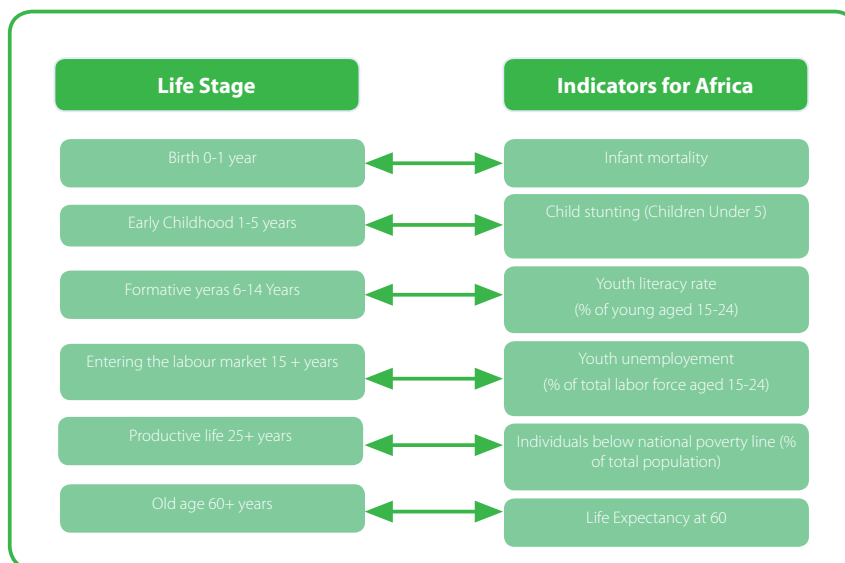 Life Stage
Indicators for Africa
Birth 0-1 year
Infant mortality
Early Childhood 1-5 years
Child stunting (Children Under 5)
Formative yeras 6-14 Years
Youth literacy rate
(% of young aged 15-24)
Entering the labour market 15 + years
Youth unemployement
(% of total labor force aged 15-24)
Productive life 25+ years
Individuals below national poverty line (%
of total population)
Old age 60+ years
Life Expectancy at 60